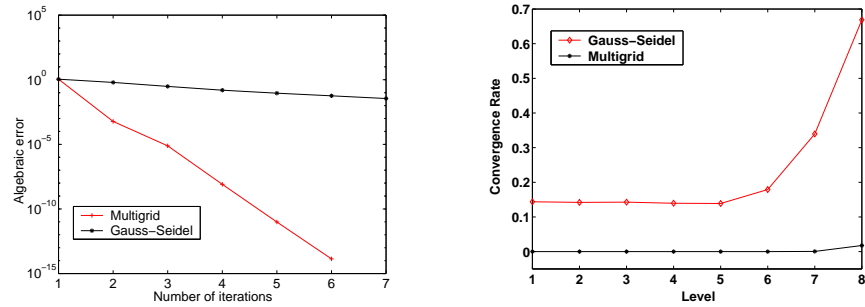 10^5
10^0
10^-5
10^-10
10^-15
Algebraic error
Multigrid
Gauss-Seidel
1 2 3 4 5 6 7
Number of iterations
0.7
0.6
0.5
0.4
0.3
0.2
0.1
0
Convergence Rate
Gauss-Seidel
Multigrid
1 2 3 4 5 6 7 8
Level